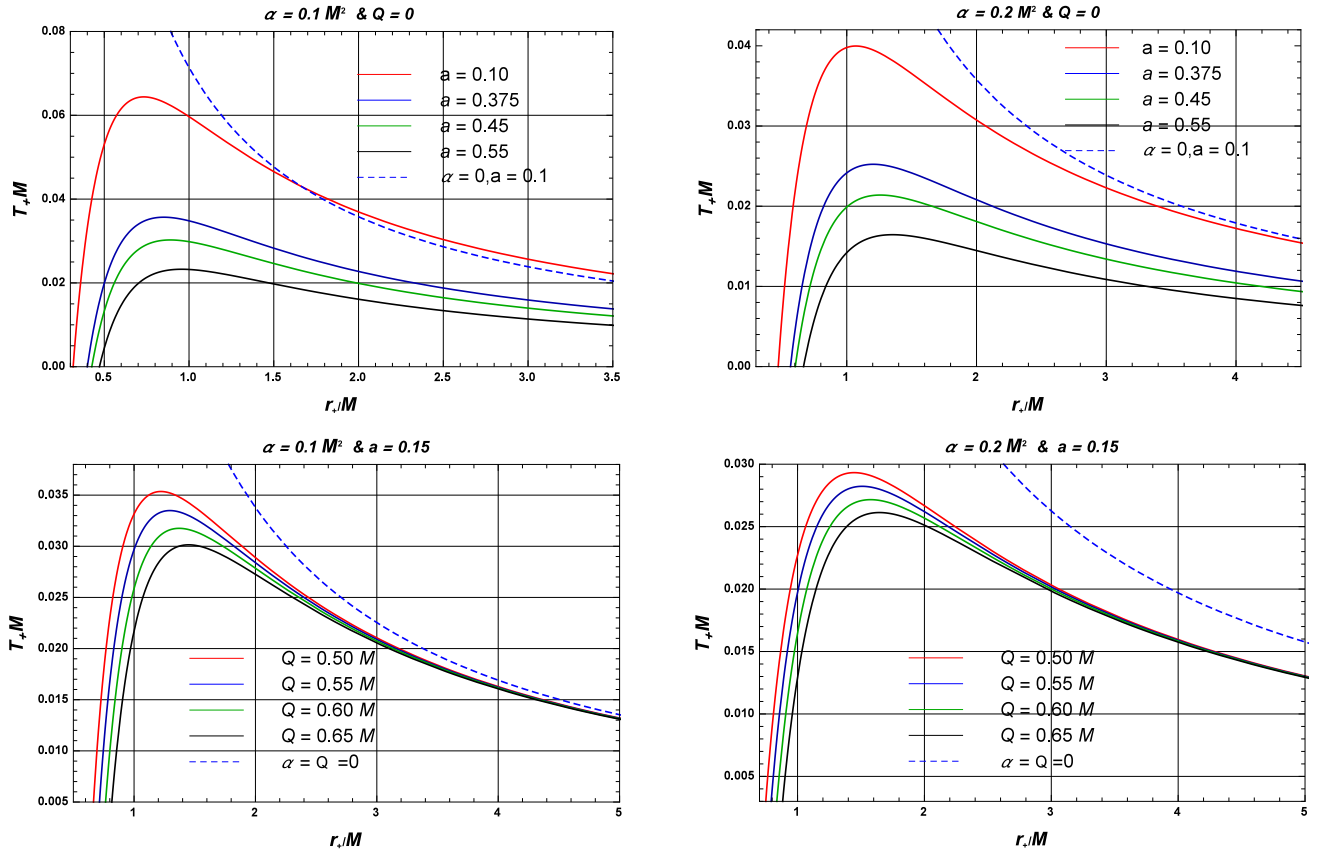 α = 0.1 M² & Q = 0
0.08
0.06
0.04
0.02
0.00
T₊M
a = 0.10
a = 0.375
a = 0.45
a = 0.55
α = 0,a = 0.1
0.5 1.0 1.5 2.0 2.5 3.0 3.5
r₊/M
α = 0.2 M² & Q = 0
0.04
0.03
0.02
0.01
0.00
T₊M
a = 0.10
a = 0.375
a = 0.45
a = 0.55
α = 0,a = 0.1
1 2 3 4
r₊/M
α = 0.1 M² & a = 0.15
0.035
0.030
0.025
0.020
0.015
0.010
0.005
T₊M
Q = 0.50 M
Q = 0.55 M
Q = 0.60 M
Q = 0.65 M
α = Q =0
1 2 3 4 5
r₊/M
α = 0.2 M² & a = 0.15
0.030
0.025
0.020
0.015
0.010
0.005
T₊M
Q = 0.50 M
Q = 0.55 M
Q = 0.60 M
Q = 0.65 M
α = Q =0
1 2 3 4 5
r₊/M